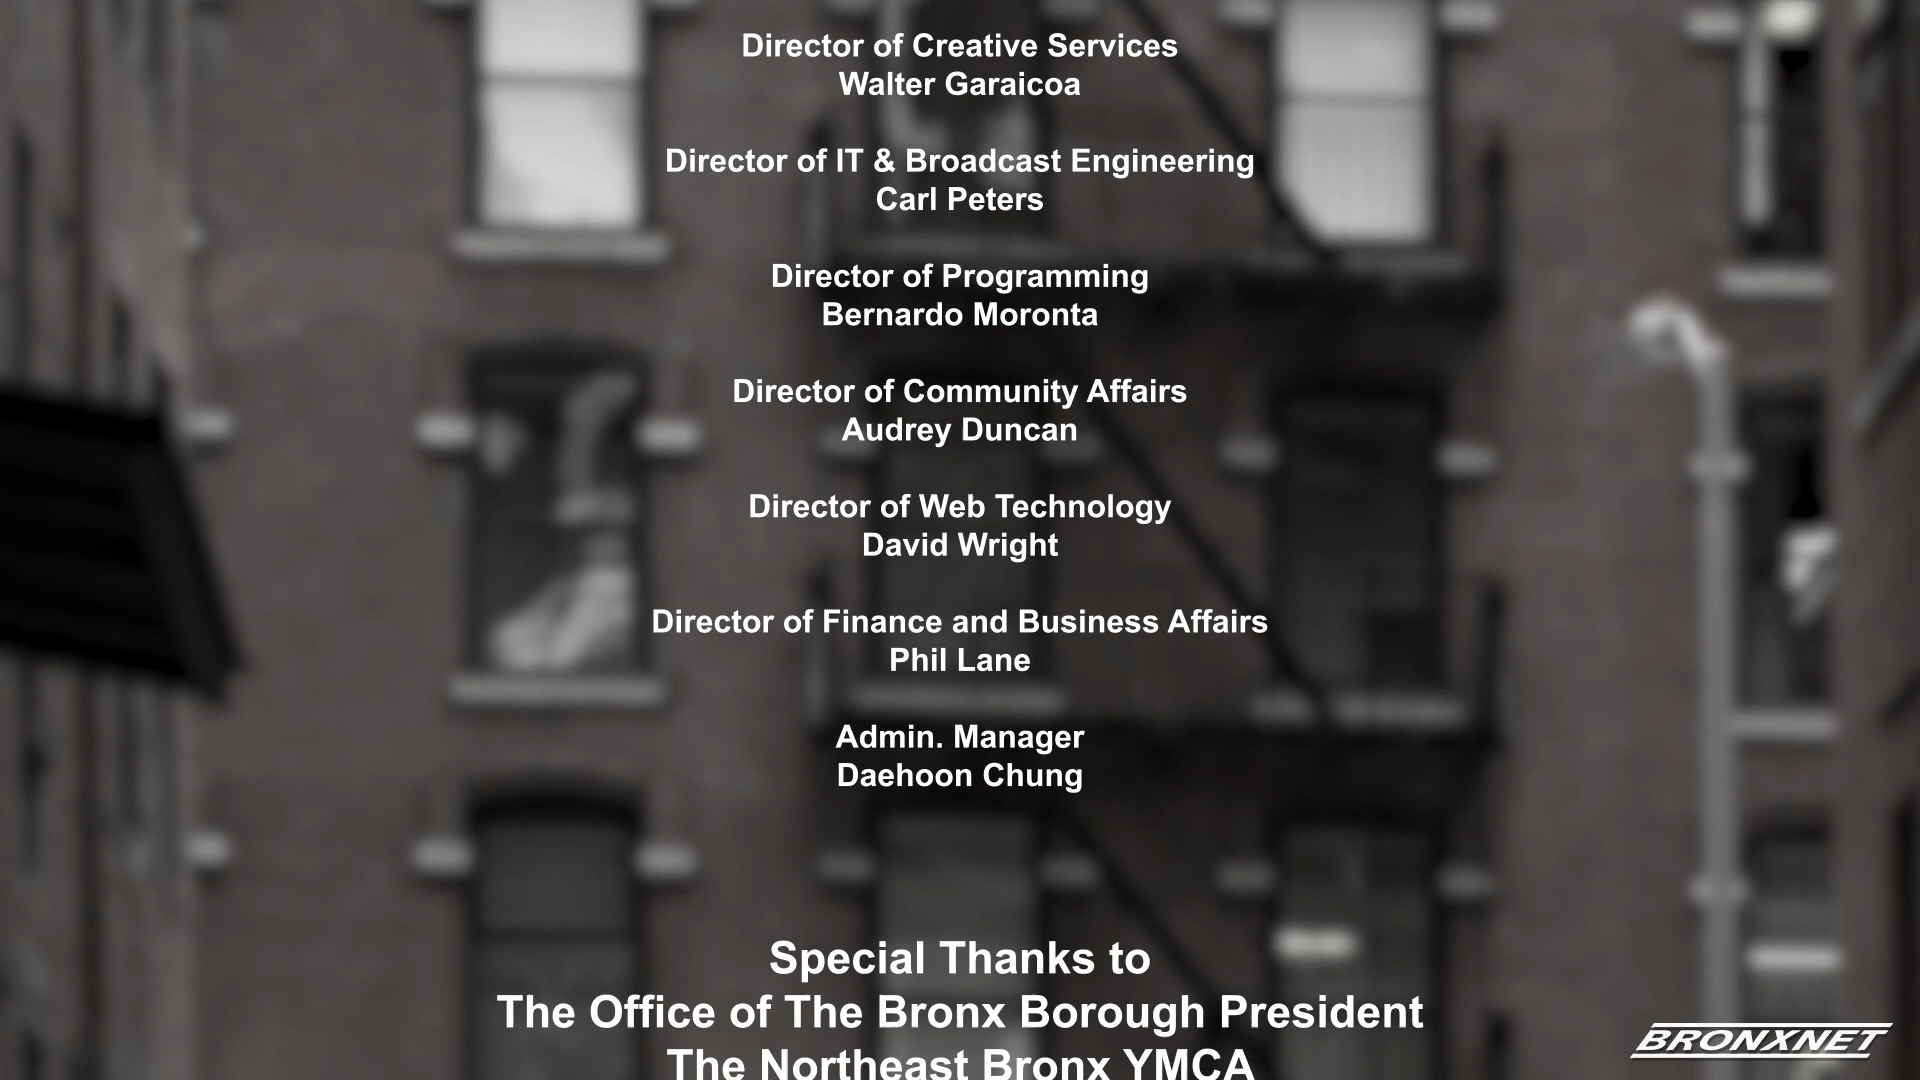 Director of Creative Services
Walter Garaicoa
Director of IT & Broadcast Engineering
Carl Peters
Director of Programming
Bernardo Moronta
Director of Community Affairs
Audrey Duncan
Director of Web Technology
David Wright
Director of Finance and Business Affairs
Phil Lane
Admin. Manager
Daehoon Chung
Special Thanks to
The Office of The Bronx Borough President
The Northeast Bronx YMCA
BRONXNET